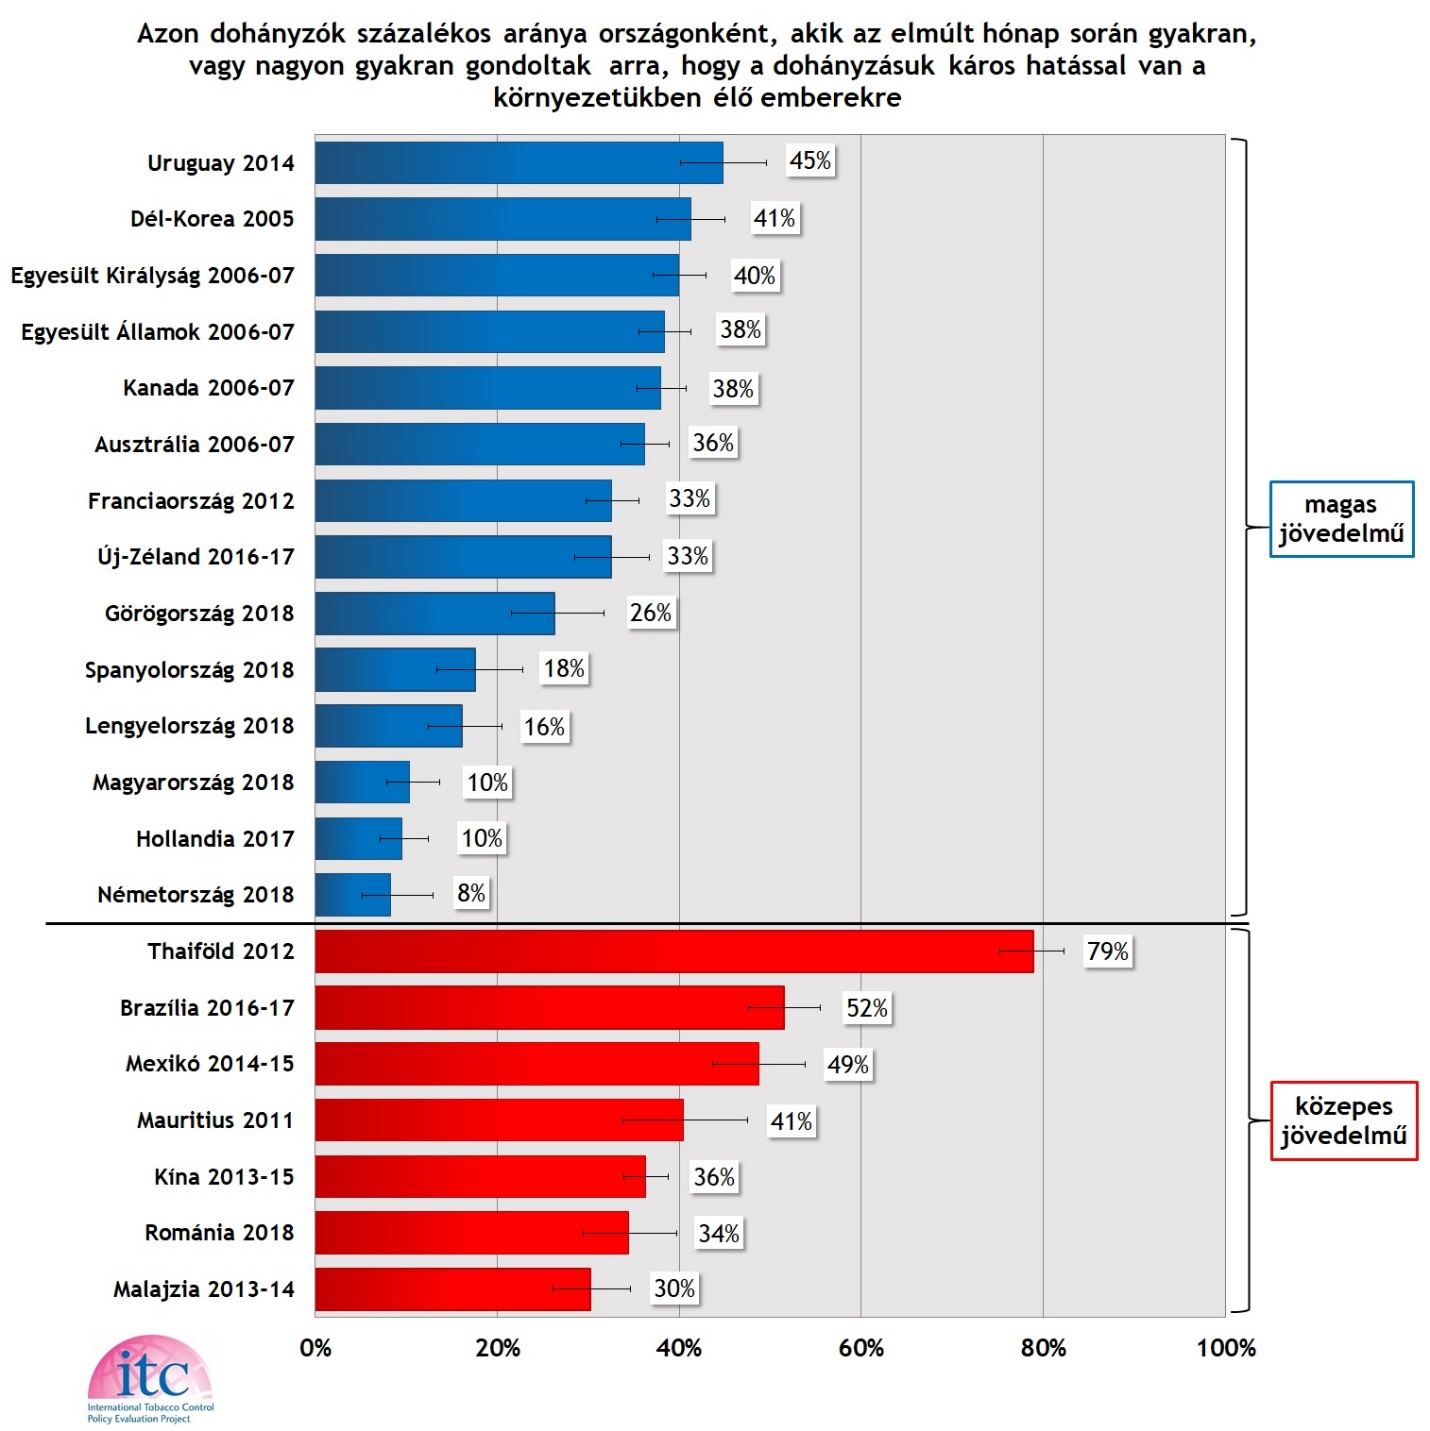 Azon dohányzók százalékos aránya országonként, akik az elmúlt hónap során gyakran,
vagy nagyon gyakran gondoltak arra, hogy a dohányzásuk káros hatással van a
környezetükben élő emberekre
Uruguay 2014 45%
Dél-Korea 2005 41%
Egyesült Királyság 2006-07 40%
Egyesült Államok 2006-07 38%
Kanada 2006-07 38%
Ausztrália 2006-07 36%
Franciaország 2012 33%
Új-Zéland 2016-17 33%
Görögország 2018 26%
Spanyolország 2018 18%
Lengyelország 2018 16%
Magyarország 2018 10%
Hollandia 2017 10%
Németország 2018 8%
magas
jövedelmű
Thaiföld 2012 79%
Brazília 2016-17 52%
Mexikó 2014-15 49%
Mauritius 2011 41%
Kína 2013-15 36%
Románia 2018 34%
Malajzia 2013-14 30%
közepes
jövedelmű
0% 20% 40% 60% 80% 100%
itc
International Tobacco Control
Policy Evaluation Project